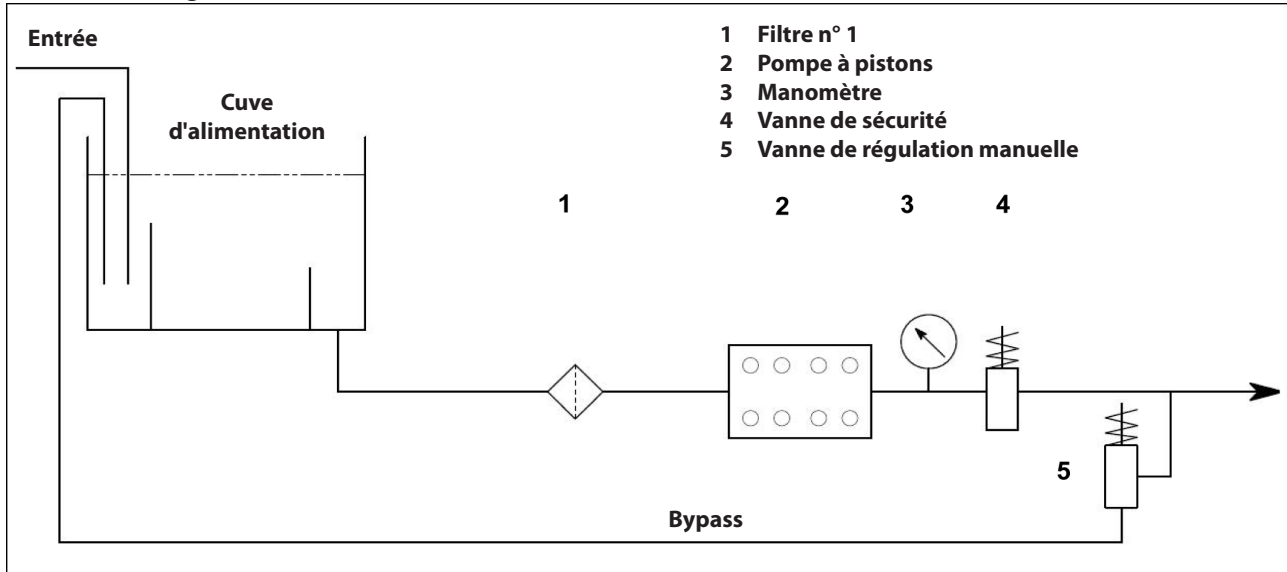 Entrée
Cuve
d'alimentation
1 Filtre n° 1
2 Pompe à pistons
3 Manomètre
4 Vanne de sécurité
5 Vanne de régulation manuelle
1
2
3
4
5
Bypass